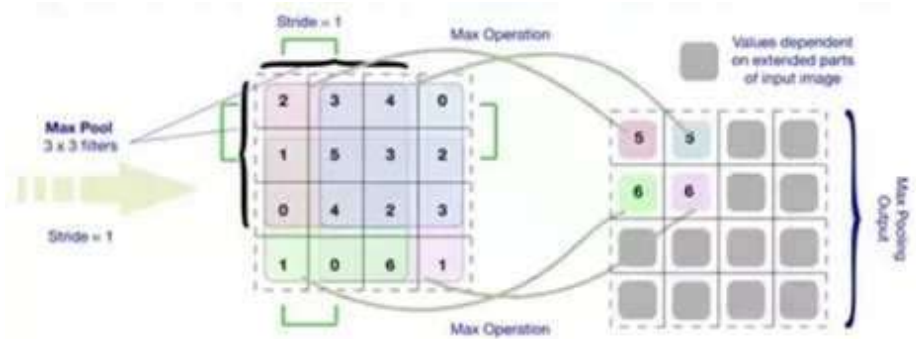 Stride = 1
Max Operation
Values dependent
on extended parts
of input image
Max Pool
3 x 3 filters
Stride = 1
2 3 4 0
1 5 3 2
0 4 2 3
1 0 6 1
5 5
6 6
Max Pooling
Output
Max Operation